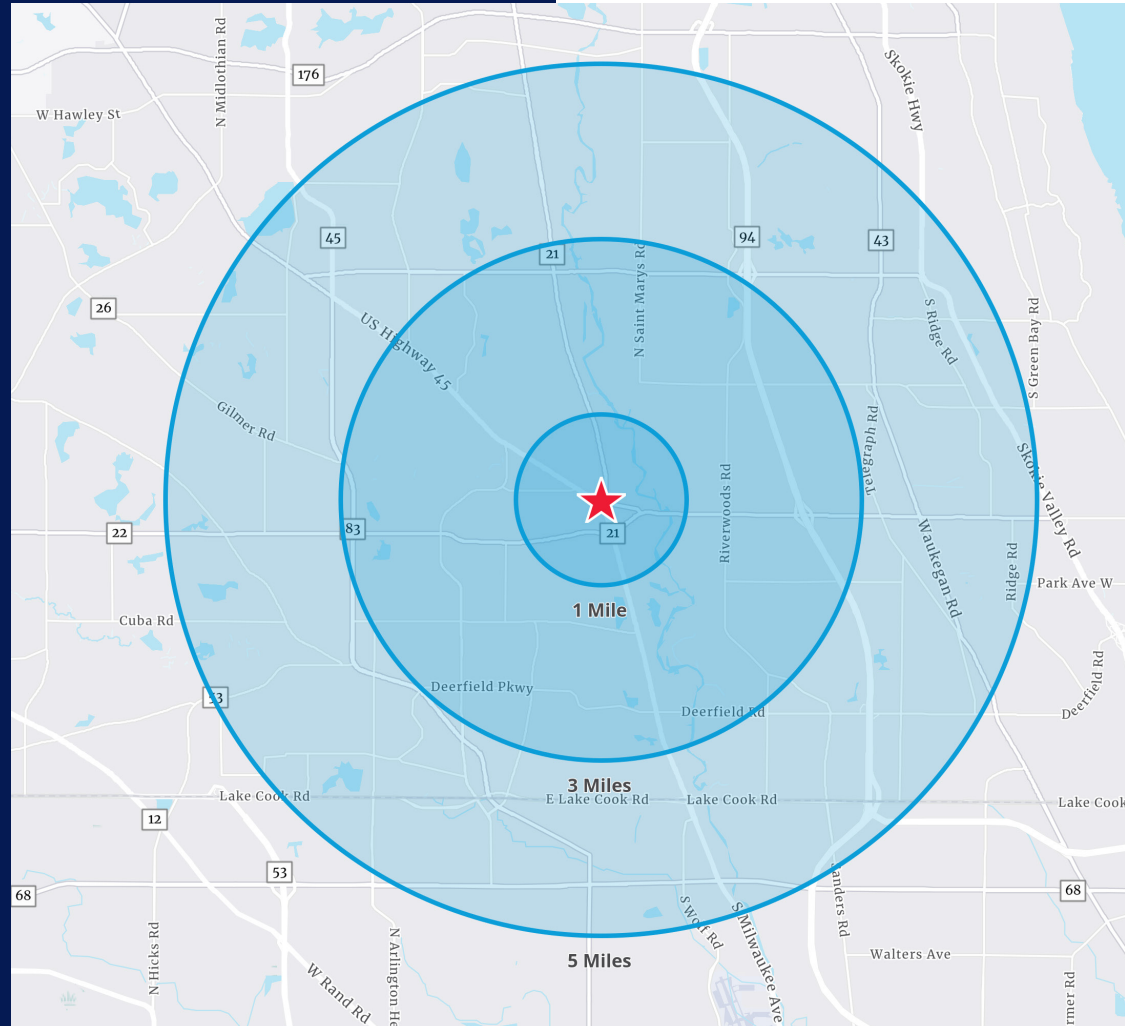 N Midlothian Rd
Skokie Hwy
176
W Hawley St
45
94
43
21
N Saint Marys Rd
26
S Ridge Rd
S Green Bay Rd
US Highway 45
Gilmer Rd
Telegraph Rd
Skokie Valley Rd
Riverwoods Rd
22
83
21
Waukegan Rd
Ridge Rd
Park Ave W
1 Mile
Cuba Rd
Deerfield Rd
Deerfield Pkwy
Deerfield Rd
3 Miles
Lake Cook Rd
E Lake Cook Rd
Lake Cook Rd
Lake Cook
12
53
68
68
Sanders Rd
S Wolf Rd
S Milwaukee Ave
N Hicks Rd
N Arlington He
Walters Ave
5 Miles
W Rand Rd
rmer Rd